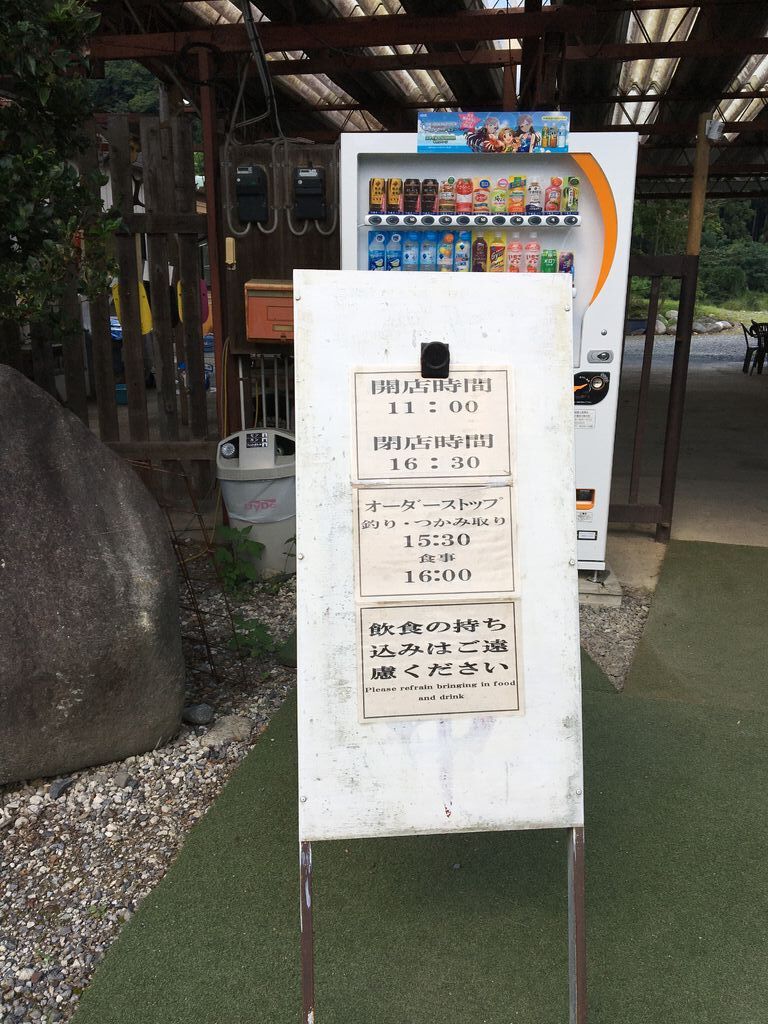 開店時間
11：00
閉店時間
16：30
オーダーストップ
釣り・つかみ取り
15:30
食事
16:00
飲食の持ち
込みはご遠
慮ください
Please refrain bringing in food
and drink